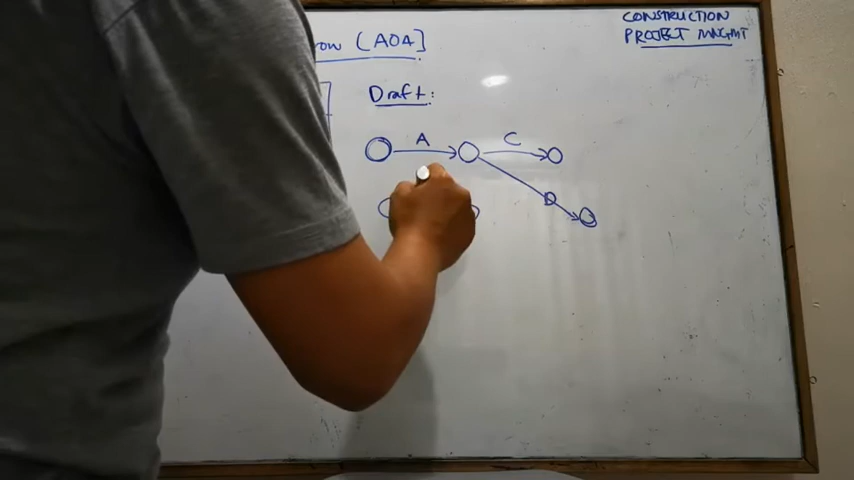 CONSTRUCTION
PROJECT MNGMT
row (AOA]
Draft:
A
C
D